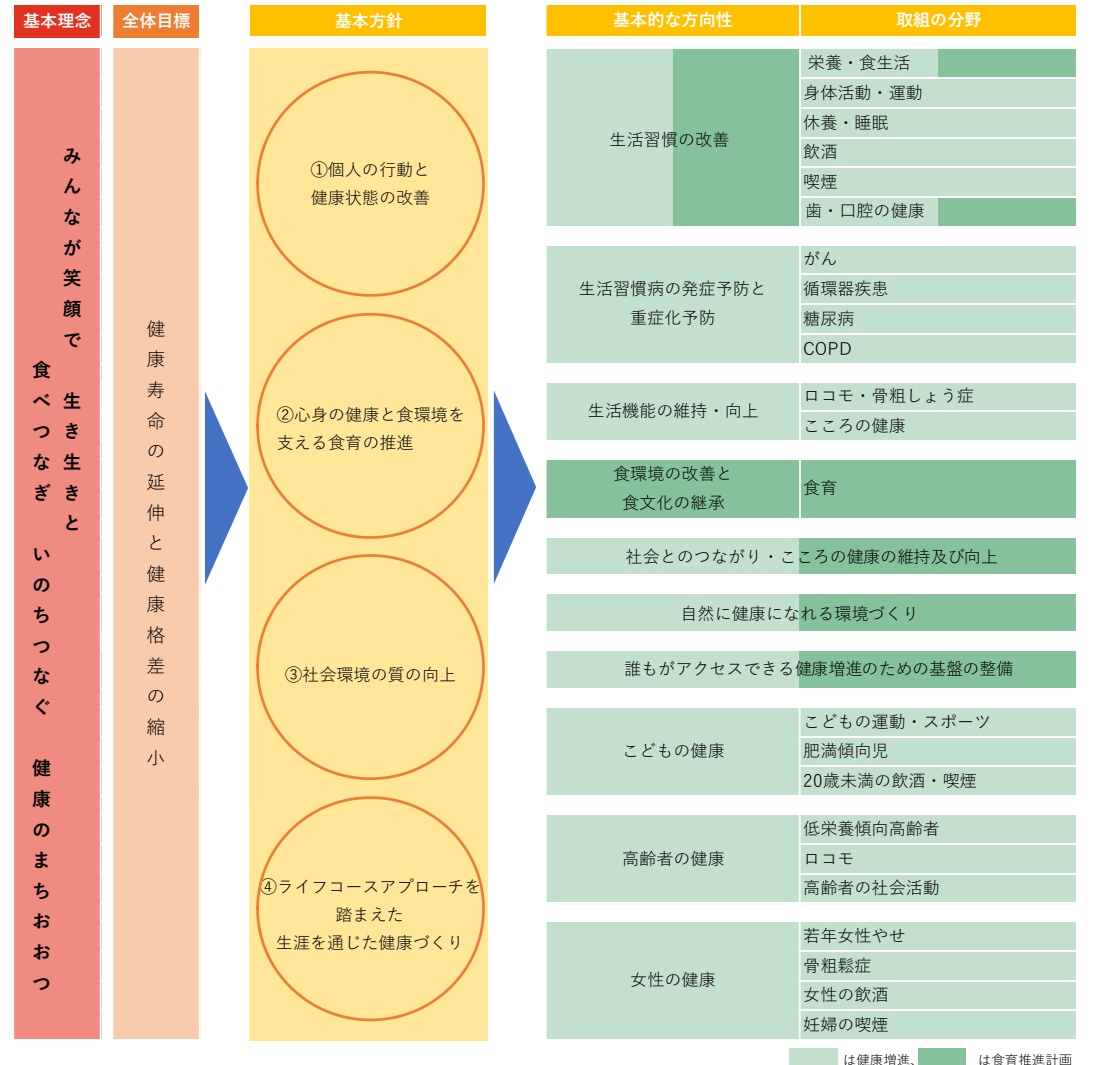 基本理念
全体目標
基本方針
基本的な方向性
取組の分野
みんなが笑顔で　生き生きと
食べつなぎ　いのちつなぐ　健康のまちおおつ
健康寿命の延伸と健康格差の縮小
①個人の行動と
健康状態の改善
②心身の健康と食環境を
支える食育の推進
③社会環境の質の向上
④ライフコースアプローチを
踏まえた
生涯を通じた健康づくり
生活習慣の改善
栄養・食生活
身体活動・運動
休養・睡眠
飲酒
喫煙
歯・口腔の健康
生活習慣病の発症予防と
重症化予防
がん
循環器疾患
糖尿病
COPD
生活機能の維持・向上
ロコモ・骨粗しょう症
こころの健康
食環境の改善と
食文化の継承
食育
社会とのつながり・こころの健康の維持及び向上
自然に健康になれる環境づくり
誰もがアクセスできる健康増進のための基盤の整備
こどもの健康
こどもの運動・スポーツ
肥満傾向児
20歳未満の飲酒・喫煙
高齢者の健康
低栄養傾向高齢者
ロコモ
高齢者の社会活動
女性の健康
若年女性やせ
骨粗鬆症
女性の飲酒
妊婦の喫煙
は健康増進、　は食育推進計画